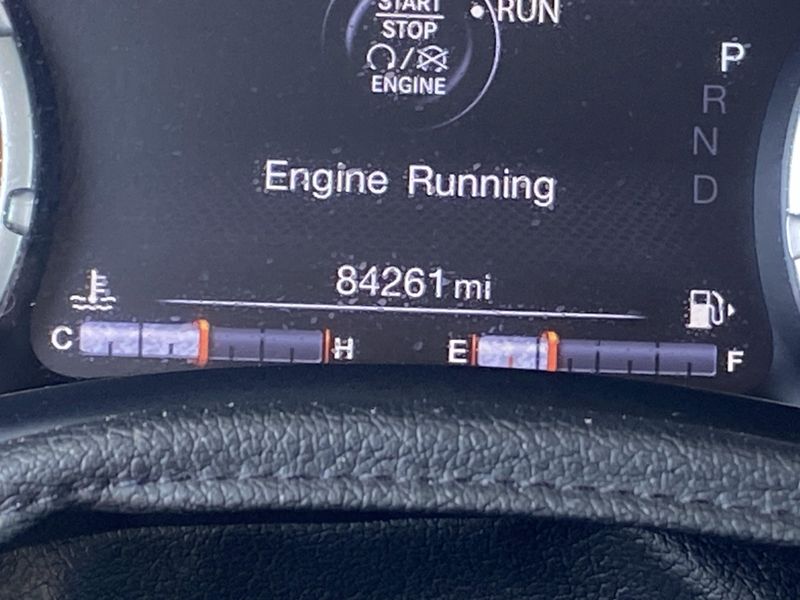 START
STOP
ENGINE
RUN
P
R
N
D
Engine Running
84261 mi
C H
E F